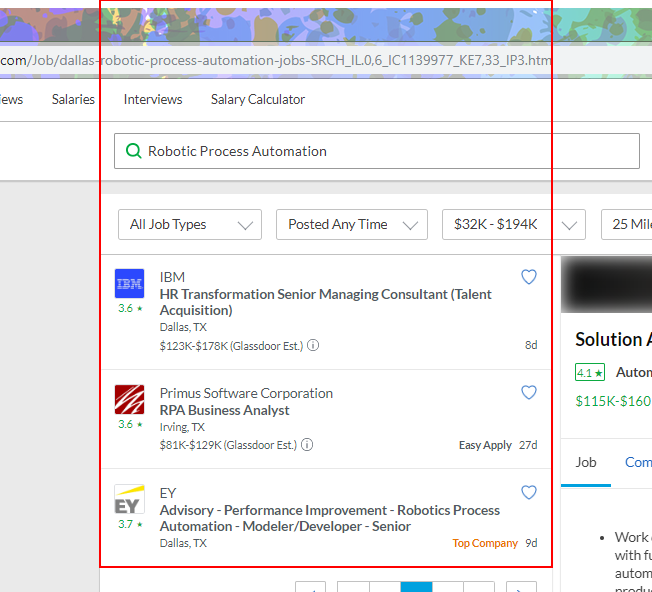 .com/Job/dallas-robotic-process-automation-jobs-SRCH_IL.0,6_IC1139977_KE7,33_IP3.htm
iews Salaries Interviews Salary Calculator
Robotic Process Automation
All Job Types Posted Any Time $32K - $194K 25 Mile
IBM
IBM
HR Transformation Senior Managing Consultant (Talent
Acquisition)
3.6 ★
Dallas, TX
$123K-$178K (Glassdoor Est.) 8d
Primus Software Corporation
RPA Business Analyst
3.6 ★
Irving, TX
$81K-$129K (Glassdoor Est.) Easy Apply 27d
EY
EY
Advisory - Performance Improvement - Robotics Process
Automation - Modeler/Developer - Senior
3.7 ★
Dallas, TX Top Company 9d
Solution A
4.1 ★ Autom
$115K-$160
Job Com
• Work
with fu
autom
produ